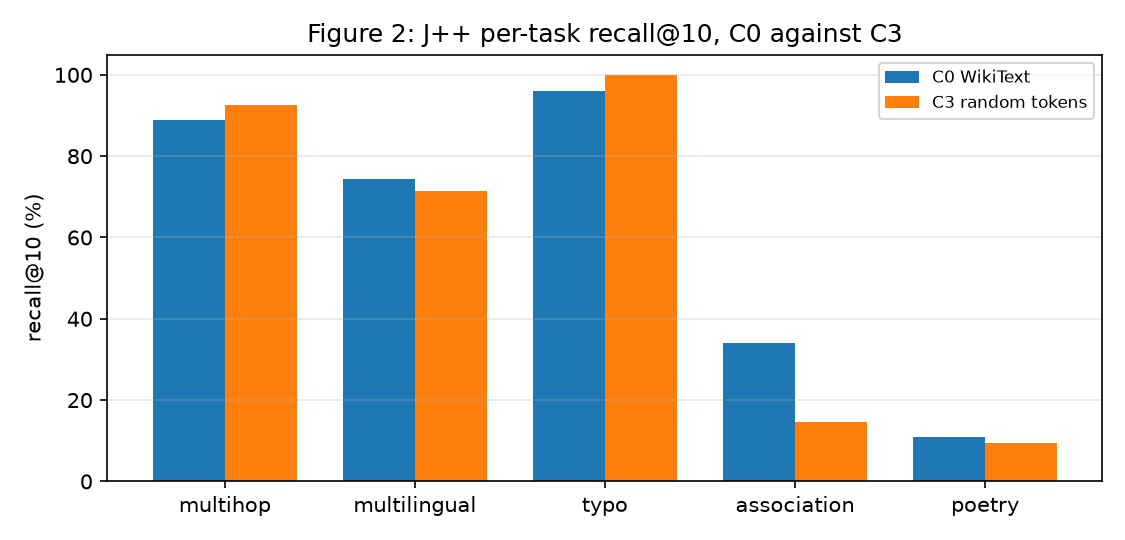 Figure 2: J++ per-task recall@10, C0 against C3
C0 WikiText
C3 random tokens
recall@10 (%)
100
80
60
40
20
0
multihop multilingual typo association poetry